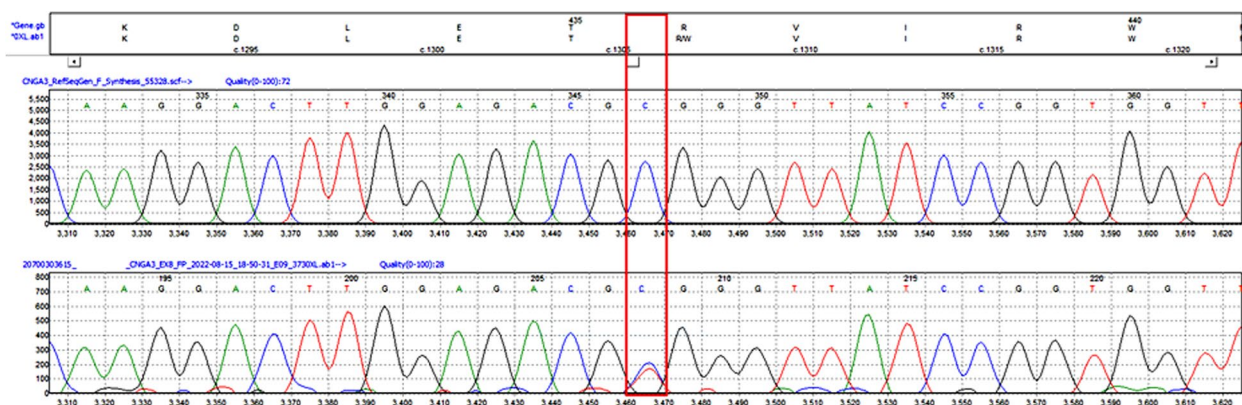 435 440
*Gene.gb K D L E T R V I R W
*0XL.ab1 K D L E T R/W V I R W
c.1295 c.1300 c.1305 c.1310 c.1315 c.1320
CNGA3_RefSeqGen_F_Synthesis_55328.scf--> Quality(0-100):72
335 340 345 350 355 360
A A G G A C T T G G A G A C G C G G G T T A T C C G G T G G T T
5,500
5,000
4,500
4,000
3,500
3,000
2,500
2,000
1,500
1,000
500
0
3,310 3,320 3,330 3,340 3,350 3,360 3,370 3,380 3,390 3,400 3,410 3,420 3,430 3,440 3,450 3,460 3,470 3,480 3,490 3,500 3,510 3,520 3,530 3,540 3,550 3,560 3,570 3,580 3,590 3,600 3,610 3,620
20700303615_ _CNGA3_EX8_FP_2022-08-15_18-50-31_E09_3730XL.ab1--> Quality(0-100):28
195 200 205 210 215 220
A A G G A C T T G G A G A C G C G G G T T A T C C G G T G G T T
800
700
600
500
400
300
200
100
0
3,310 3,320 3,330 3,340 3,350 3,360 3,370 3,380 3,390 3,400 3,410 3,420 3,430 3,440 3,450 3,460 3,470 3,480 3,490 3,500 3,510 3,520 3,530 3,540 3,550 3,560 3,570 3,580 3,590 3,600 3,610 3,620